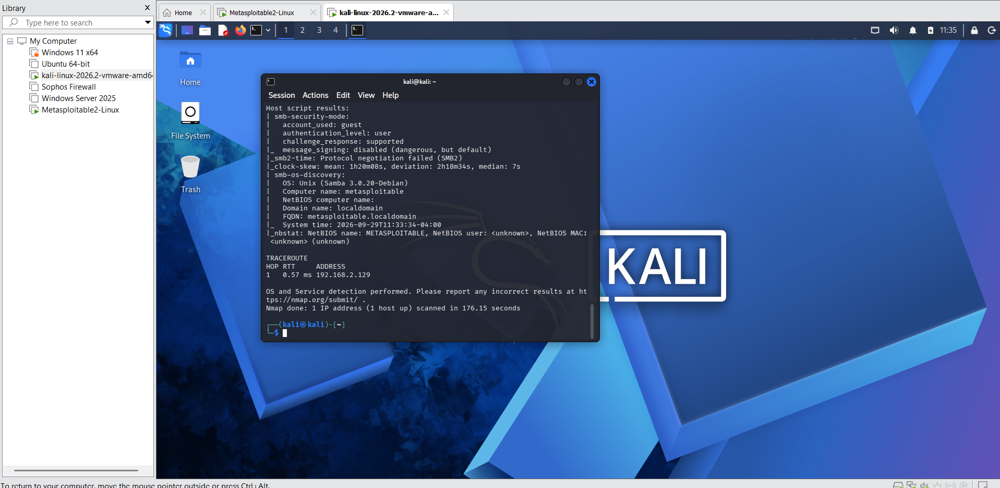 Library
Type here to search
My Computer
Windows 11 x64
Ubuntu 64-bit
kali-linux-2026.2-vmware-amd64
Sophos Firewall
Windows Server 2025
Metasploitable2-Linux
Home
Metasploitable2-Linux
kali-linux-2026.2-vmware-a...
1 2 3 4
11:35
Home
File System
Trash
kali@kali: ~
Session Actions Edit View Help
Host script results:
| smb-security-mode:
|   account_used: guest
|   authentication_level: user
|   challenge_response: supported
|_  message_signing: disabled (dangerous, but default)
|_smb2-time: Protocol negotiation failed (SMB2)
|_clock-skew: mean: 1h20m08s, deviation: 2h18m34s, median: 7s
| smb-os-discovery:
|   OS: Unix (Samba 3.0.20-Debian)
|   Computer name: metasploitable
|   NetBIOS computer name:
|   Domain name: localdomain
|   FQDN: metasploitable.localdomain
|_  System time: 2026-09-29T11:33:34-04:00
|_nbstat: NetBIOS name: METASPLOITABLE, NetBIOS user: <unknown>, NetBIOS MAC:
<unknown> (unknown)
TRACEROUTE
HOP RTT     ADDRESS
1   0.57 ms 192.168.2.129
OS and Service detection performed. Please report any incorrect results at ht
tps://nmap.org/submit/ .
Nmap done: 1 IP address (1 host up) scanned in 176.15 seconds
┌──(kali㉿kali)-[~]
└─$
KALI
To return to your computer, move the mouse pointer outside or press Ctrl+Alt.